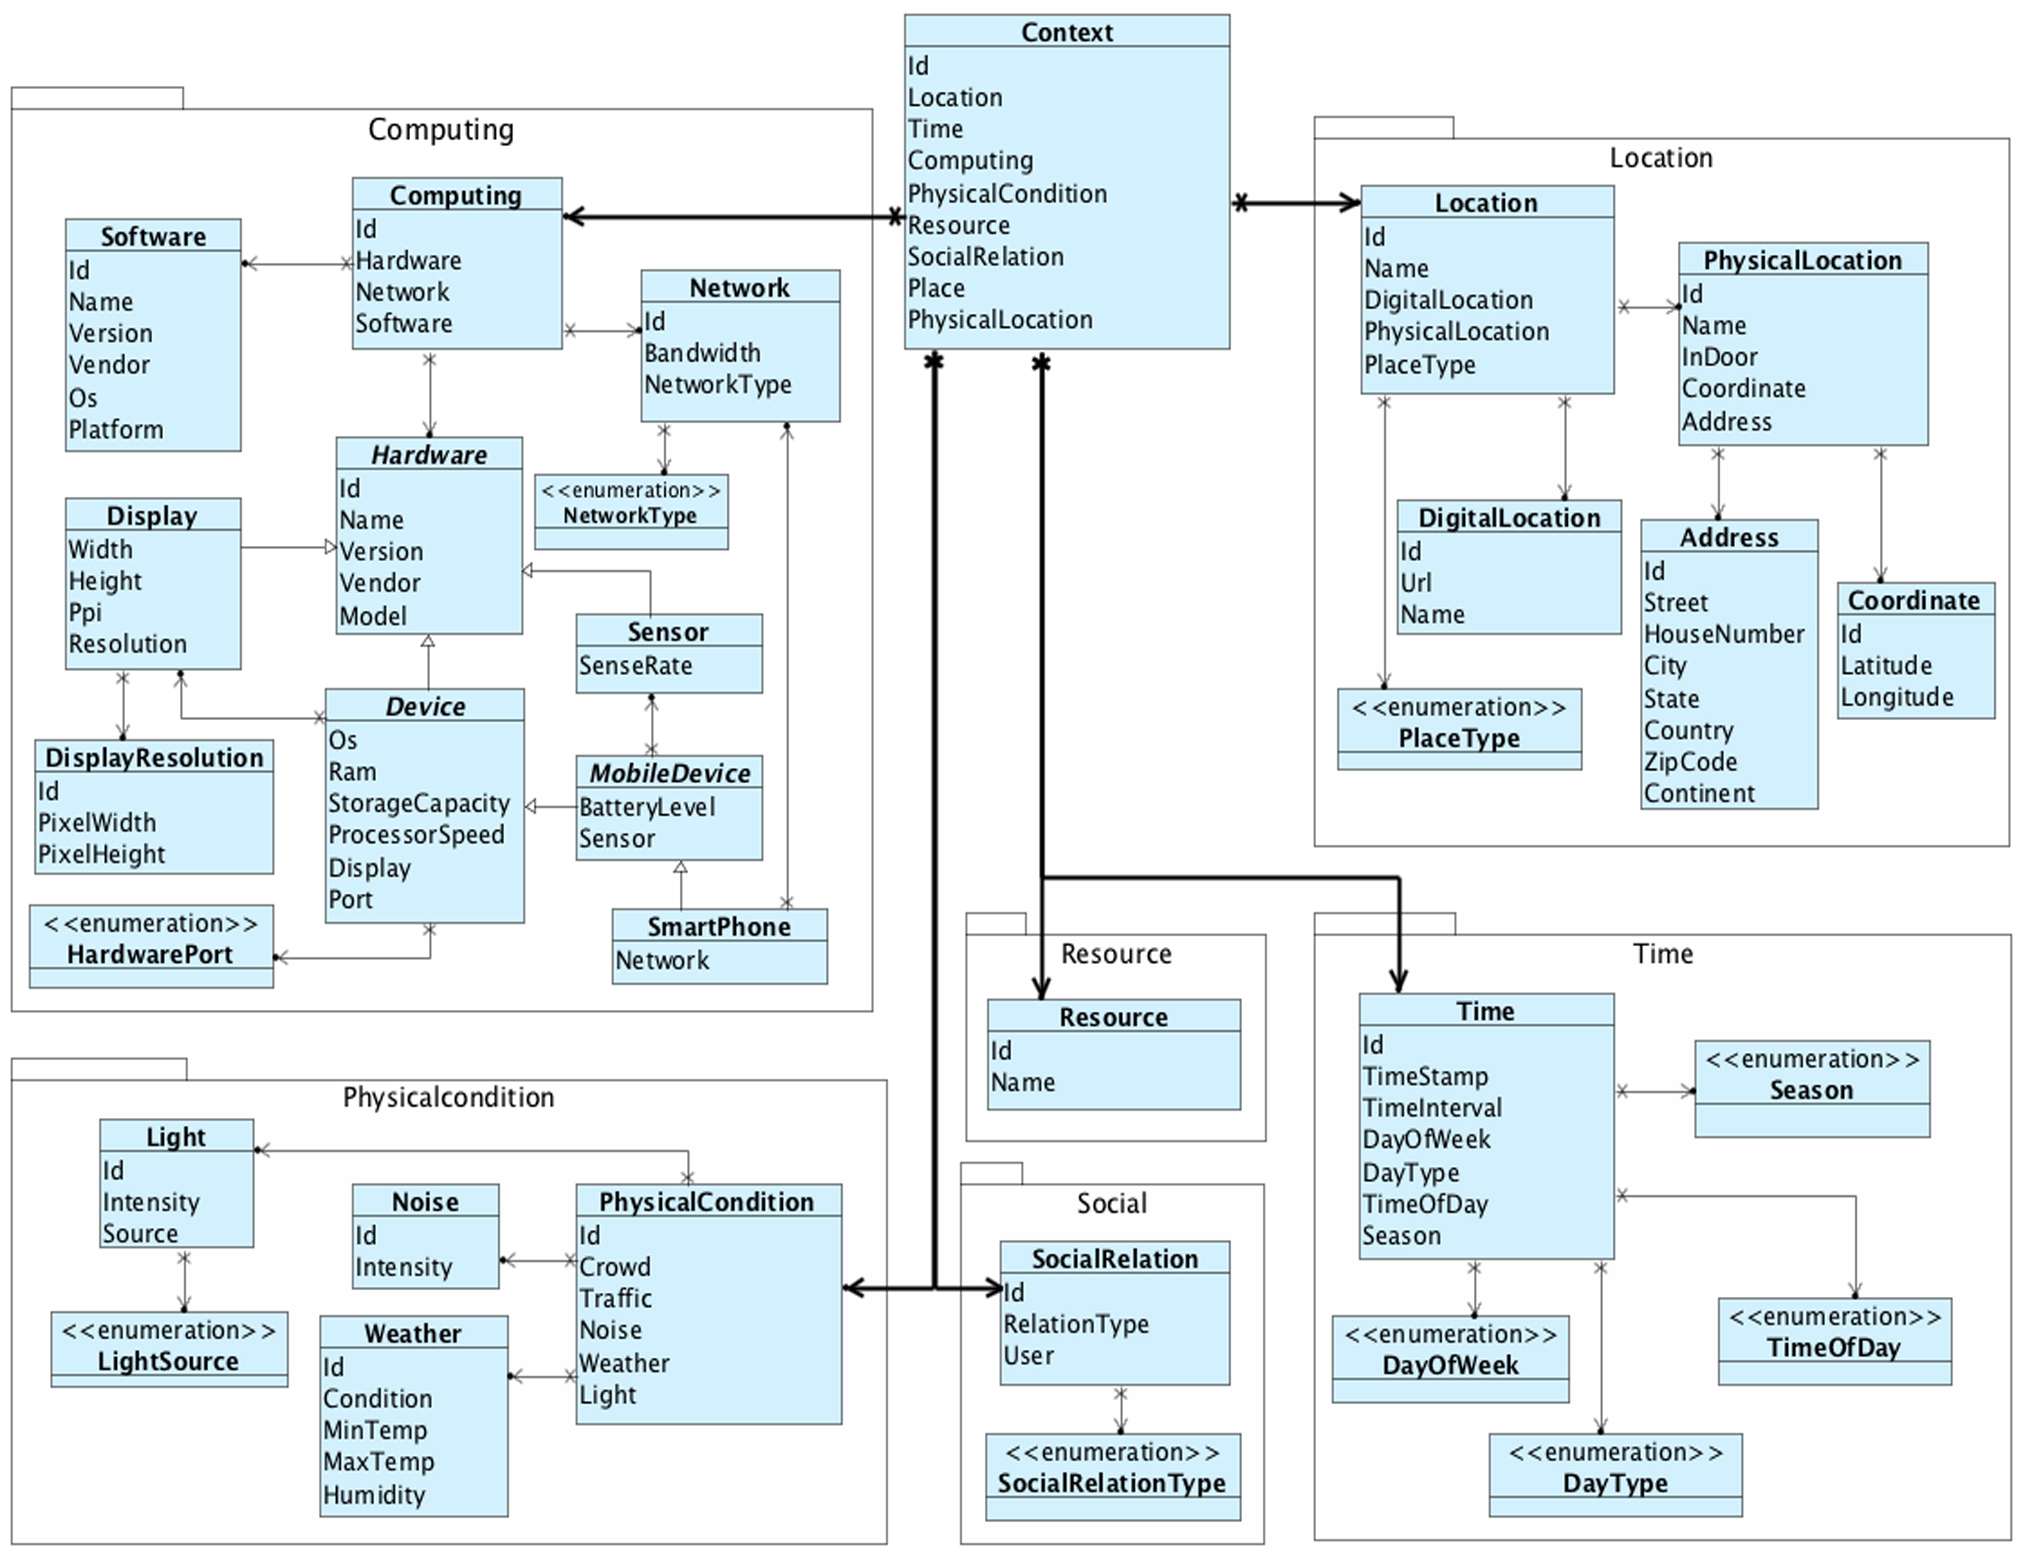 Context
Id
Location
Time
Computing
PhysicalCondition
Resource
SocialRelation
Place
PhysicalLocation
Computing
Computing
Id
Hardware
Network
Software
Software
Id
Name
Version
Vendor
Os
Platform
Network
Id
Bandwidth
NetworkType
Hardware
Id
Name
Version
Vendor
Model
<<enumeration>>
NetworkType
Display
Width
Height
Ppi
Resolution
Sensor
SenseRate
Device
Os
Ram
StorageCapacity
ProcessorSpeed
Display
Port
DisplayResolution
Id
PixelWidth
PixelHeight
MobileDevice
BatteryLevel
Sensor
<<enumeration>>
HardwarePort
SmartPhone
Network
Location
Location
Id
Name
DigitalLocation
PhysicalLocation
PlaceType
PhysicalLocation
Id
Name
InDoor
Coordinate
Address
DigitalLocation
Id
Url
Name
Address
Id
Street
HouseNumber
City
State
Country
ZipCode
Continent
Coordinate
Id
Latitude
Longitude
<<enumeration>>
PlaceType
Physicalcondition
Light
Id
Intensity
Source
Noise
Id
Intensity
PhysicalCondition
Id
Crowd
Traffic
Noise
Weather
Light
<<enumeration>>
LightSource
Weather
Id
Condition
MinTemp
MaxTemp
Humidity
Resource
Resource
Id
Name
Social
SocialRelation
Id
RelationType
User
<<enumeration>>
SocialRelationType
Time
Time
Id
TimeStamp
TimeInterval
DayOfWeek
DayType
TimeOfDay
Season
<<enumeration>>
Season
<<enumeration>>
DayOfWeek
<<enumeration>>
TimeOfDay
<<enumeration>>
DayType